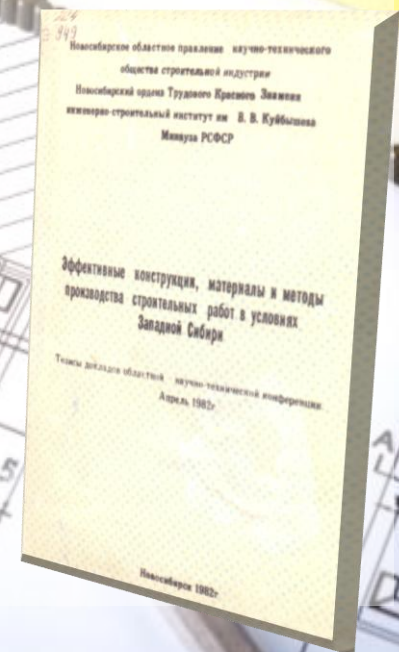 949
Новосибирское областное правление научно-технического
общества строительной индустрии
Новосибирский ордена Трудового Красного Знамени
инженерно-строительный институт им В. В. Куйбышева
Минвуза РСФСР
Эффективные конструкции, материалы и методы
производства строительных работ в условиях
Западной Сибири
Тезисы докладов областной научно-технической конференции
Апрель 1982г
Новосибирск 1982г
5
А